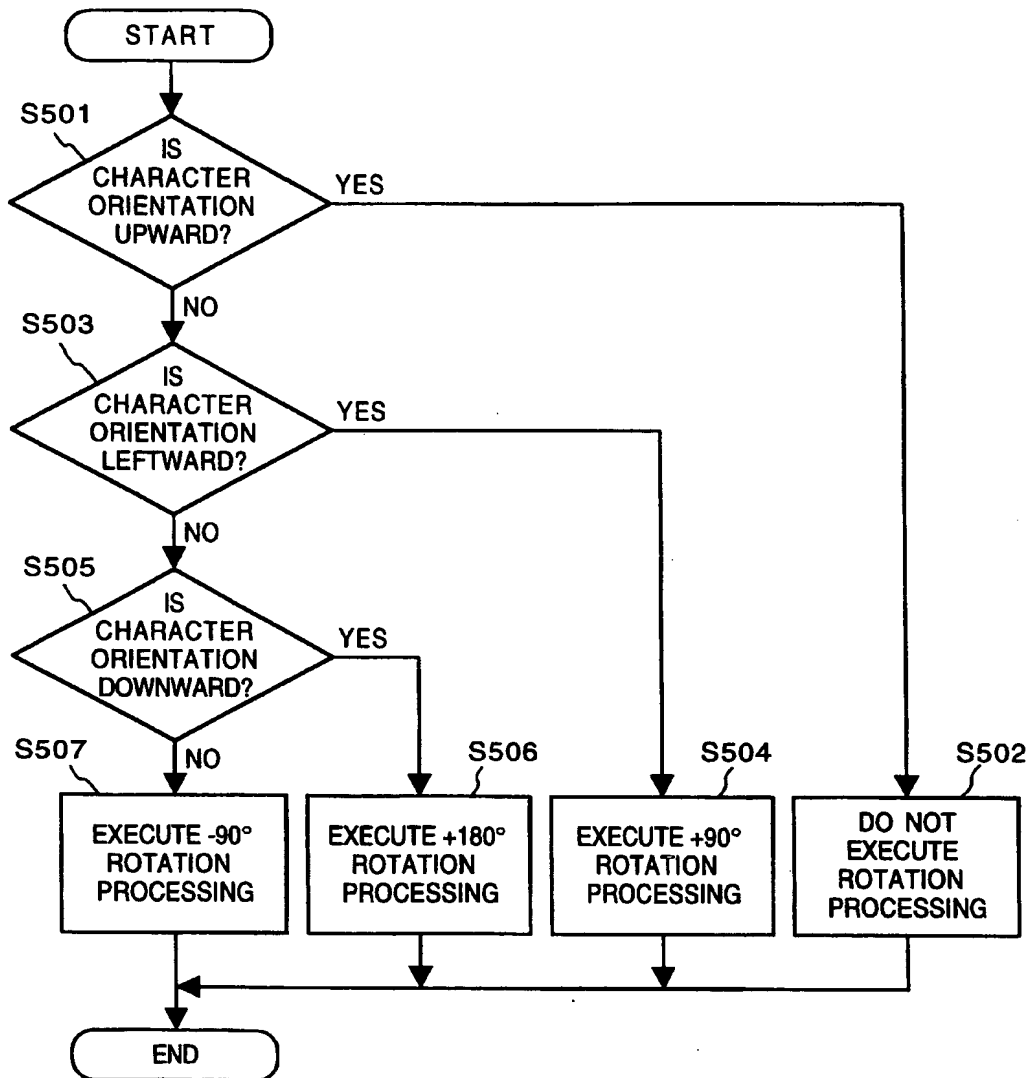 START
S501
IS
CHARACTER
ORIENTATION
UPWARD?
YES
NO
S503
IS
CHARACTER
ORIENTATION
LEFTWARD?
YES
NO
S505
IS
CHARACTER
ORIENTATION
DOWNWARD?
YES
NO
S507
EXECUTE -90°
ROTATION
PROCESSING
S506
EXECUTE +180°
ROTATION
PROCESSING
S504
EXECUTE +90°
ROTATION
PROCESSING
S502
DO NOT
EXECUTE
ROTATION
PROCESSING
END